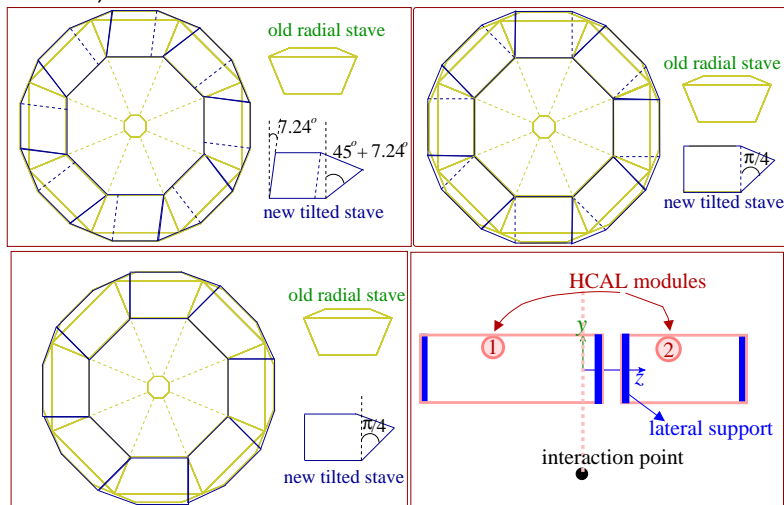 old radial stave
7.24°
45°+7.24°
new tilted stave
old radial stave
π/4
new tilted stave
old radial stave
π/4
new tilted stave
HCAL modules
y
1
2
z
lateral support
interaction point